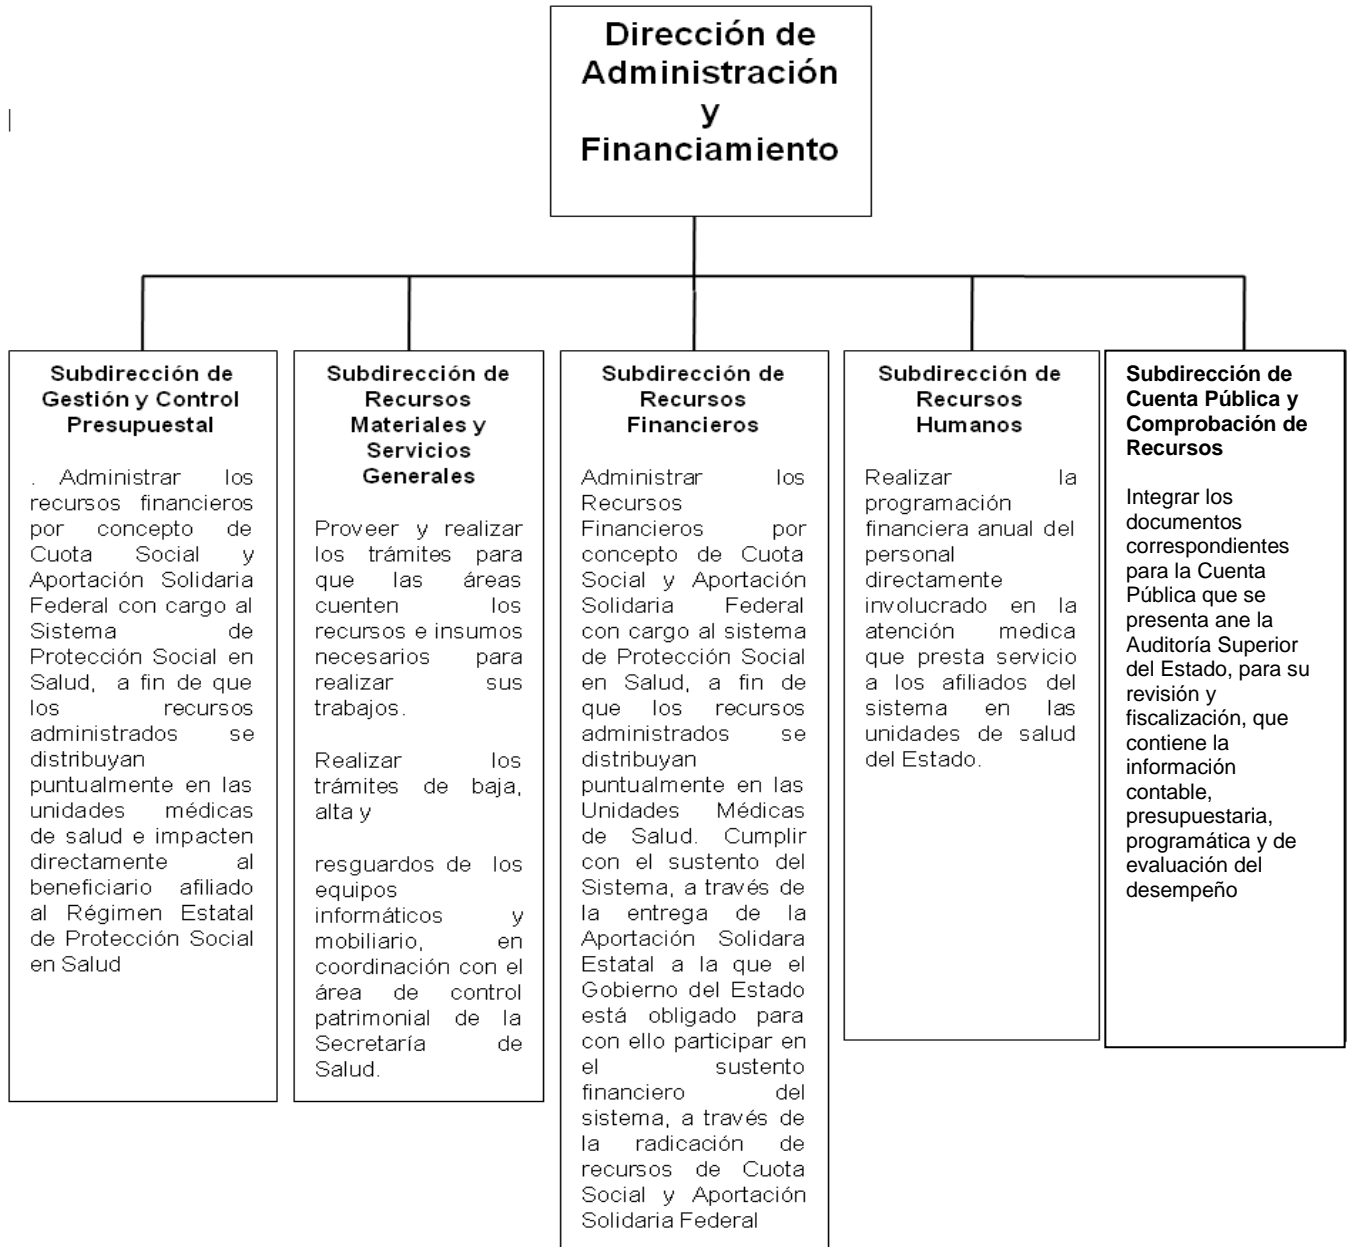 Dirección de
Administración
y
Financiamiento
Subdirección de
Gestión y Control
Presupuestal
. Administrar los
recursos financieros
por concepto de
Cuota Social y
Aportación Solidaria
Federal con cargo al
Sistema de
Protección Social en
Salud, a fin de que
los recursos
administrados se
distribuyan
puntualmente en las
unidades médicas
de salud e impacten
directamente al
beneficiario afiliado
al Régimen Estatal
de Protección Social
en Salud
Subdirección de
Recursos
Materiales y
Servicios
Generales
Proveer y realizar
los trámites para
que las áreas
cuenten los
recursos e insumos
necesarios para
realizar sus
trabajos.
Realizar los
trámites de baja,
alta y
resguardos de los
equipos
informáticos y
mobiliario, en
coordinación con el
área de control
patrimonial de la
Secretaría de
Salud.
Subdirección de
Recursos
Financieros
Administrar los
Recursos
Financieros por
concepto de Cuota
Social y Aportación
Solidaria Federal
con cargo al sistema
de Protección Social
en Salud, a fin de
que los recursos
administrados se
distribuyan
puntualmente en las
Unidades Médicas
de Salud. Cumplir
con el sustento del
Sistema, a través de
la entrega de la
Aportación Solidara
Estatal a la que el
Gobierno del Estado
está obligado para
con ello participar en
el sustento
financiero del
sistema, a través de
la radicación de
recursos de Cuota
Social y Aportación
Solidaria Federal
Subdirección de
Recursos
Humanos
Realizar la
programación
financiera anual del
personal
directamente
involucrado en la
atención medica
que presta servicio
a los afiliados del
sistema en las
unidades de salud
del Estado.
Subdirección de
Cuenta Pública y
Comprobación de
Recursos
Integrar los
documentos
correspondientes
para la Cuenta
Pública que se
presenta ane la
Auditoría Superior
del Estado, para su
revisión y
fiscalización, que
contiene la
información
contable,
presupuestaria,
programática y de
evaluación del
desempeño